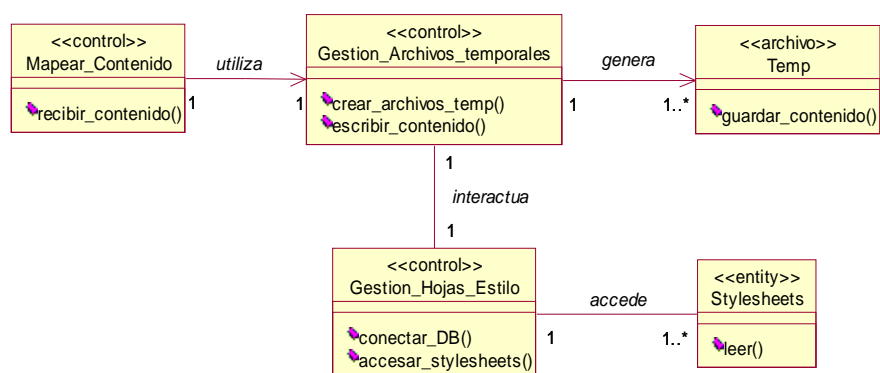 <<control>>
Mapear_Contenido
recibir_contenido()
utiliza
1
1
<<control>>
Gestion_Archivos_temporales
crear_archivos_temp()
escribir_contenido()
genera
1
1..*
<<archivo>>
Temp
guardar_contenido()
1
interactua
1
<<control>>
Gestion_Hojas_Estilo
conectar_DB()
accesar_stylesheets()
accede
1
1..*
<<entity>>
Stylesheets
leer()